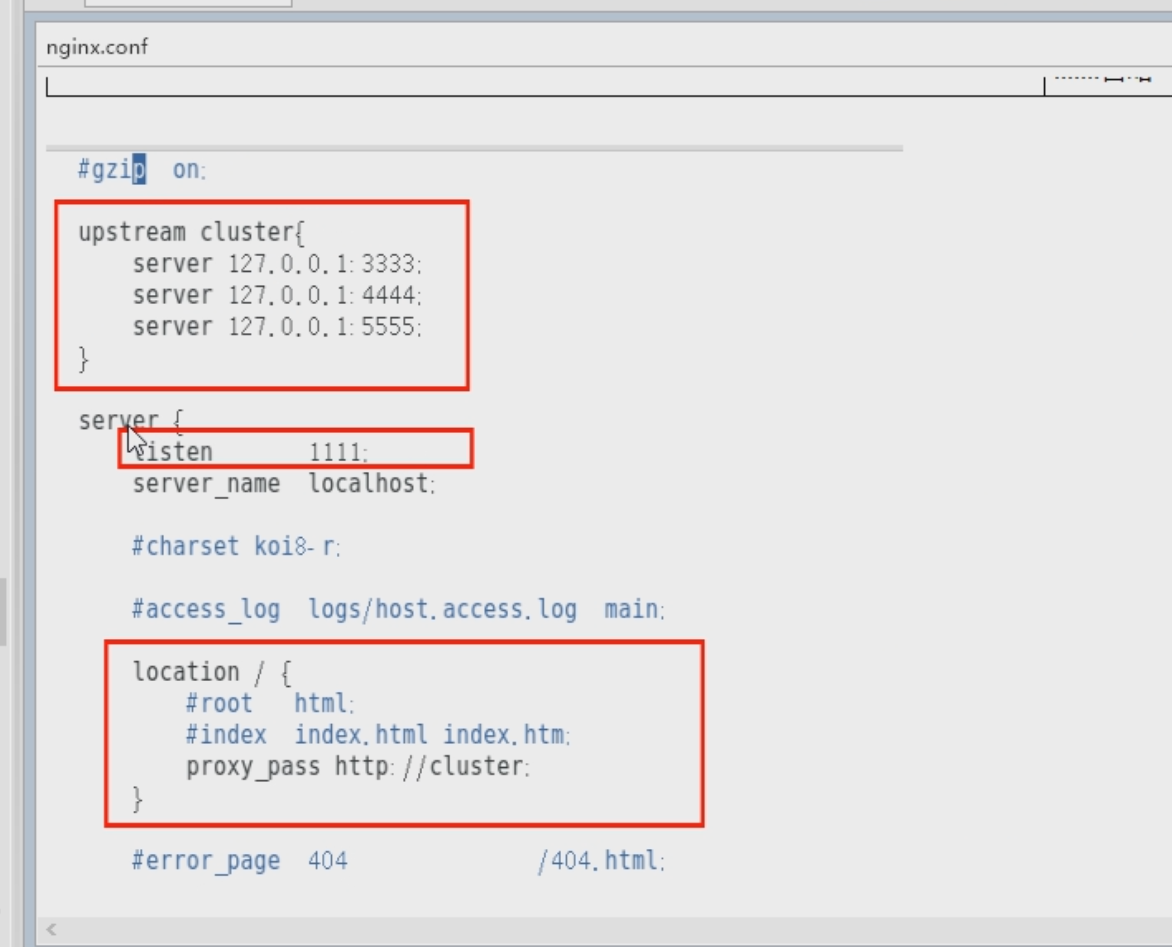 nginx.conf
#gzip  on;
upstream cluster{
server 127.0.0.1:3333;
server 127.0.0.1:4444;
server 127.0.0.1:5555;
}
server {
listen       1111;
server_name  localhost;
#charset koi8-r;
#access_log  logs/host.access.log  main;
location / {
#root   html;
#index  index.html index.htm;
proxy_pass http://cluster;
}
#error_page  404              /404.html;